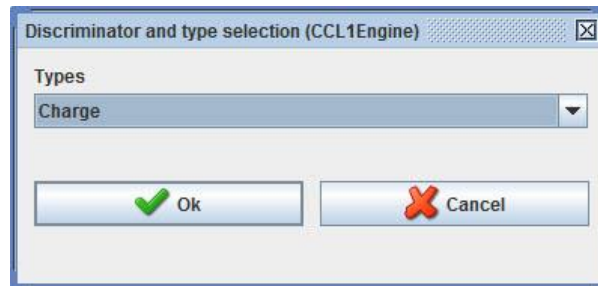 Discriminator and type selection (CCL1Engine)
Types
Charge
Ok
Cancel